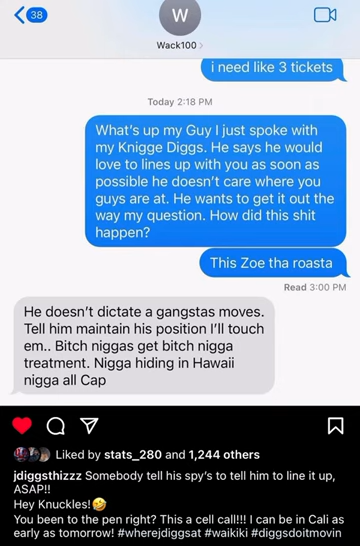 38
W
Wack100 >
i need like 3 tickets
Today 2:18 PM
What's up my Guy I just spoke with
my Knigge Diggs. He says he would
love to lines up with you as soon as
possible he doesn't care where you
guys are at. He wants to get it out the
way my question. How did this shit
happen?
This Zoe tha roasta
Read 3:00 PM
He doesn't dictate a gangstas moves.
Tell him maintain his position I'll touch
em.. Bitch niggas get bitch nigga
treatment. Nigga hiding in Hawaii
nigga all Cap
Liked by stats_280 and 1,244 others
jdiggsthizzz Somebody tell his spy's to tell him to line it up,
ASAP!!
Hey Knuckles!🤣
You been to the pen right? This a cell call!!! I can be in Cali as
early as tomorrow! #wherejdiggsat #waikiki #diggsdoitmovin